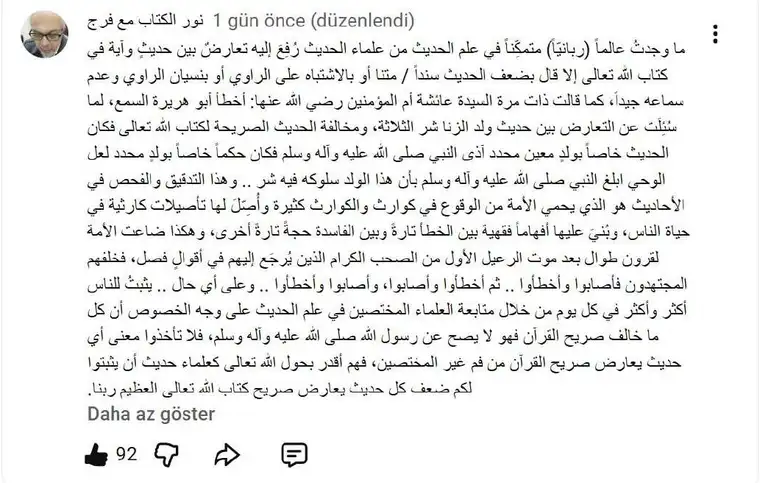 نور الكتاب مع فرج 1 gün önce (düzenlendi)
ما وجدتُ عالماً (ربانيّاً) متمكِّناً في علم الحديث من علماء الحديث رُفِعَ إليه تعارضٌ بين حديثٍ وآية في
كتاب الله تعالى إلا قال بضعف الحديث سنداً / متنا أو بالاشتباه على الراوي أو بنسيان الراوي وعدم
سماعه جيداً، كما قالت ذات مرة السيدة عائشة أم المؤمنين رضي الله عنها: أخطأ أبو هريرة السمع، لما
سُئِلَت عن التعارض بين حديث ولد الزنا شر الثلاثة، ومخالفة الحديث الصريحة لكتاب الله تعالى فكان
الحديث خاصاً بولدٍ معين محدد آذى النبي صلى الله عليه وآله وسلم فكان حكماً خاصاً بولدٍ محدد لعل
الوحي ابلغ النبي صلى الله عليه وآله وسلم بأن هذا الولد سلوكه فيه شر .. وهذا التدقيق والفحص في
الأحاديث هو الذي يحمي الأمة من الوقوع في كوارث والكوارث كثيرة وأُصِّلَ لها تأصيلات كارثية في
حياة الناس، وبُنيَ عليها أفهاماً فقهية بين الخطأ تارةً وبين الفاسدة حجةً تارةً أخرى، وهكذا ضاعت الأمة
لقرون طوال بعد موت الرعيل الأول من الصحب الكرام الذين يُرجَع إليهم في أقوالٍ فصل، فخلفهم
المجتهدون فأصابوا وأخطأوا .. ثم أخطأوا وأصابوا، وأصابوا وأخطأوا .. وعلى أي حال .. يثبتُ للناس
أكثر وأكثر في كل يوم من خلال متابعة العلماء المختصين في علم الحديث على وجه الخصوص أن كل
ما خالف صريح القرآن فهو لا يصح عن رسول الله صلى الله عليه وآله وسلم، فلا تأخذوا معنى أي
حديث يعارض صريح القرآن من فم غير المختصين، فهم أقدر بحول الله تعالى كعلماء حديث أن يثبتوا
لكم ضعف كل حديث يعارض صريح كتاب الله تعالى العظيم ربنا.
Daha az göster
92